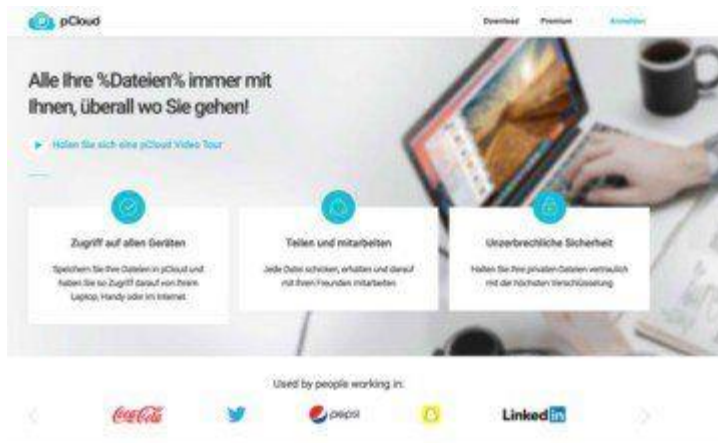 pCloud
Download Premium Anmelden
Alle Ihre %Dateien% immer mit
Ihnen, überall wo Sie gehen!
Holen Sie sich eine pCloud Video Tour
Zugriff auf allen Geräten
Speichern Sie Ihre Dateien in pCloud und
haben Sie so Zugriff darauf von Ihrem
Laptop, Handy oder im Internet
Teilen und mitarbeiten
Jede Datei schicken, erhalten und darauf
mit Ihren Freunden mitarbeiten
Unzerbrechliche Sicherheit
Halten Sie Ihre privaten Dateien vertraulich
mit der höchsten Verschlüsselung
Used by people working in:
Coca-Cola pepsi LinkedIn